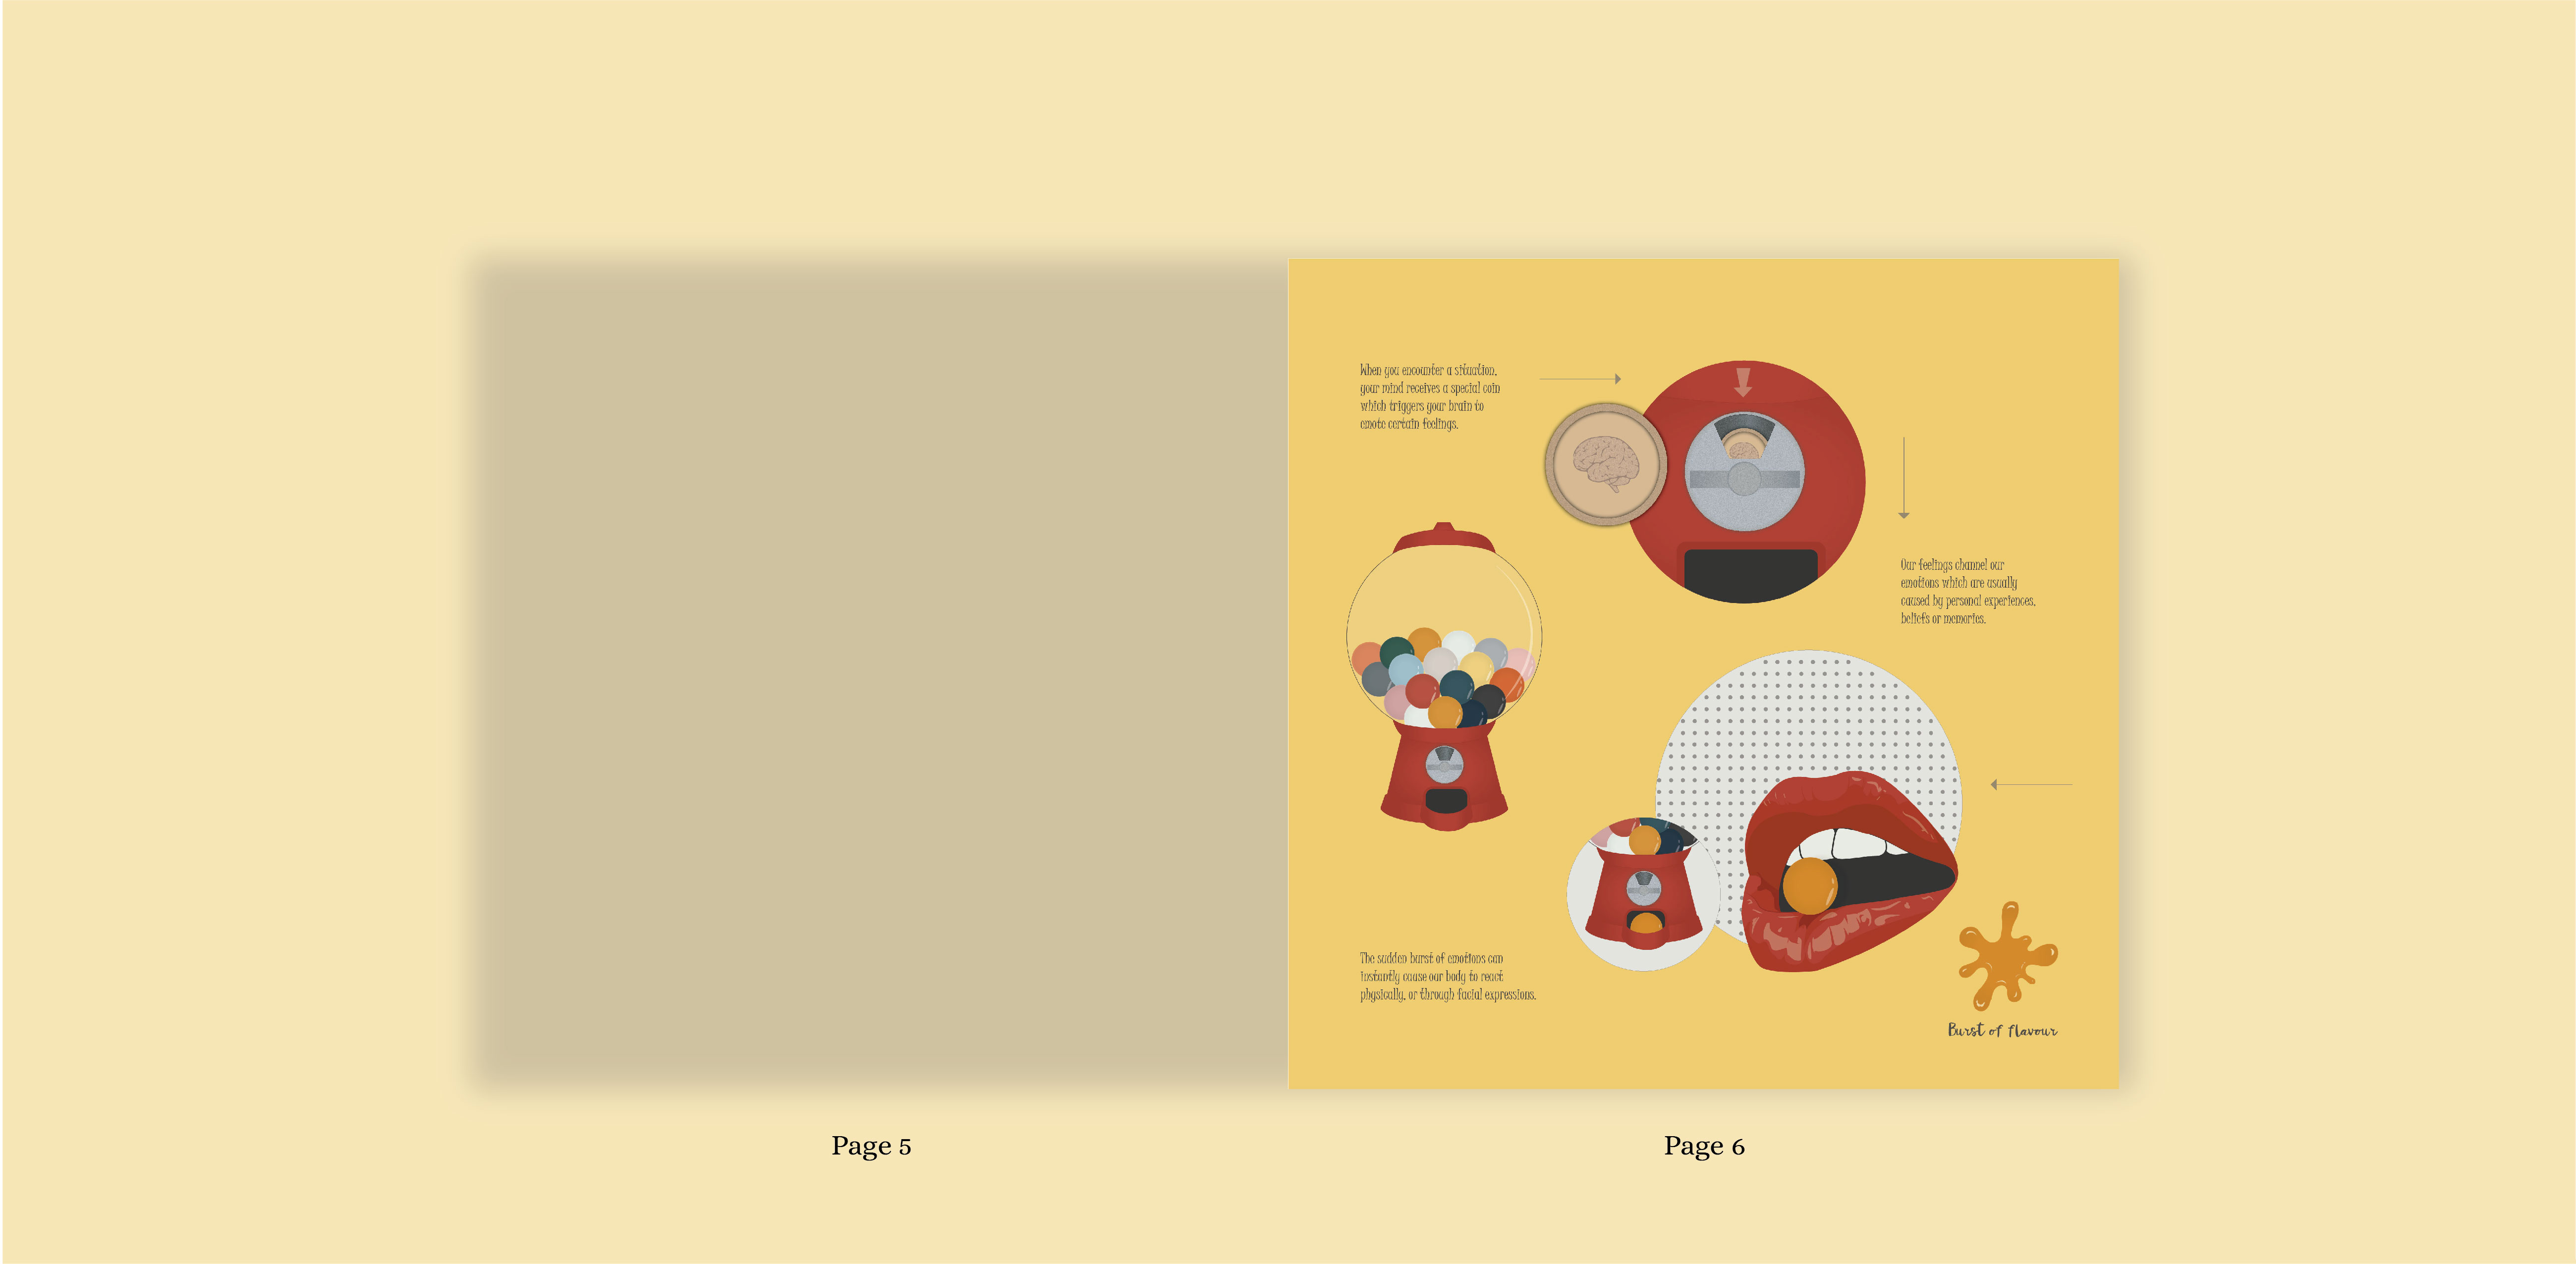 When you encounter a situation,
your mind receives a special coin
which triggers your brain to
emote certain feelings.
Our feelings channel our
emotions which are usually
caused by personal experiences,
beliefs or memories.
The sudden burst of emotions can
instantly cause our body to react
physically, or through facial expressions.
Burst of flavour
Page 5
Page 6